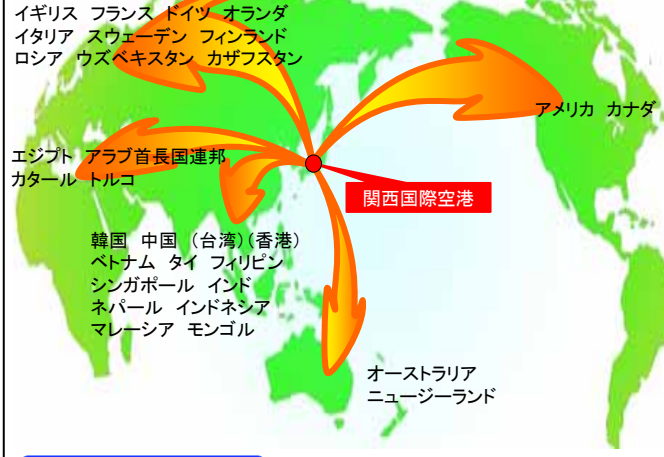 イギリス フランス ドイツ オランダ
イタリア スウェーデン フィンランド
ロシア ウズベキスタン カザフスタン
アメリカ カナダ
エジプト アラブ首長国連邦
カタール トルコ
関西国際空港
韓国 中国 (台湾)(香港)
ベトナム タイ フィリピン
シンガポール インド
ネパール インドネシア
マレーシア モンゴル
オーストラリア
ニュージーランド